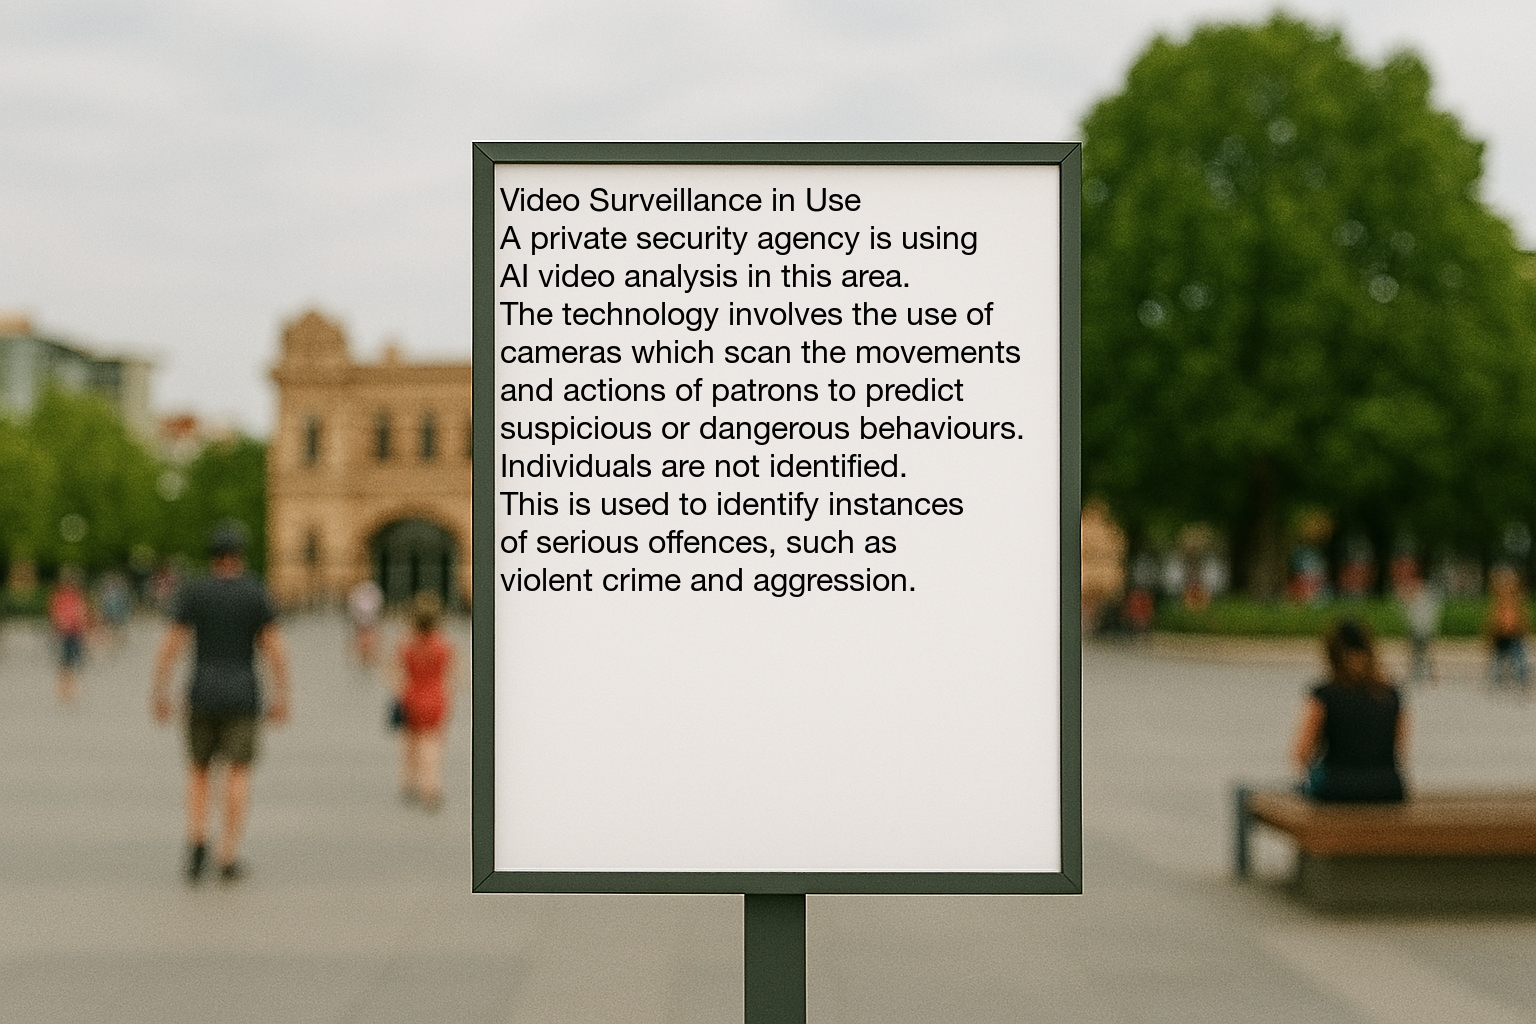 Video Surveillance in Use
A private security agency is using
AI video analysis in this area.
The technology involves the use of
cameras which scan the movements
and actions of patrons to predict
suspicious or dangerous behaviours.
Individuals are not identified.
This is used to identify instances
of serious offences, such as
violent crime and aggression.